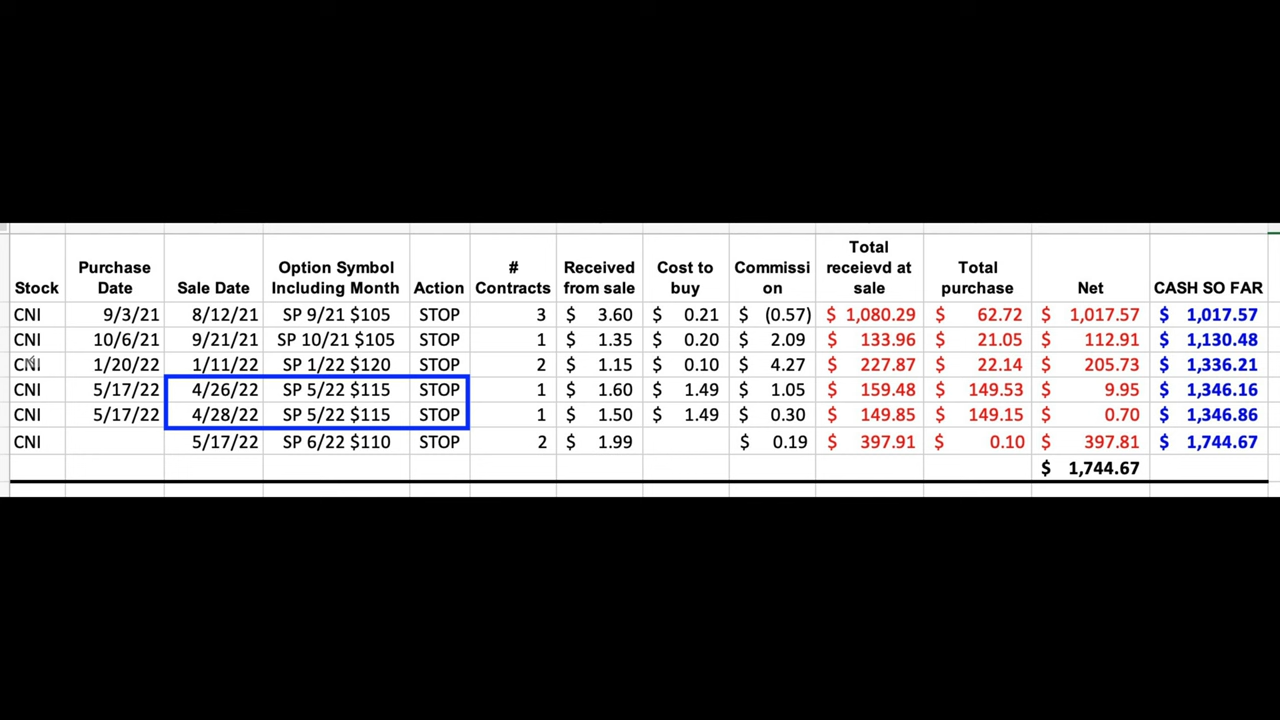 Stock Purchase Date Sale Date Option Symbol Including Month Action # Contracts Received from sale Cost to buy Commissi on Total receievd at sale Total purchase Net CASH SO FAR
CNI 9/3/21 8/12/21 SP 9/21 $105 STOP 3 $ 3.60 $ 0.21 $ (0.57) $ 1,080.29 $ 62.72 $ 1,017.57 $ 1,017.57
CNI 10/6/21 9/21/21 SP 10/21 $105 STOP 1 $ 1.35 $ 0.20 $ 2.09 $ 133.96 $ 21.05 $ 112.91 $ 1,130.48
CNI 1/20/22 1/11/22 SP 1/22 $120 STOP 2 $ 1.15 $ 0.10 $ 4.27 $ 227.87 $ 22.14 $ 205.73 $ 1,336.21
CNI 5/17/22 4/26/22 SP 5/22 $115 STOP 1 $ 1.60 $ 1.49 $ 1.05 $ 159.48 $ 149.53 $ 9.95 $ 1,346.16
CNI 5/17/22 4/28/22 SP 5/22 $115 STOP 1 $ 1.50 $ 1.49 $ 0.30 $ 149.85 $ 149.15 $ 0.70 $ 1,346.86
CNI 5/17/22 SP 6/22 $110 STOP 2 $ 1.99 $ 0.19 $ 397.91 $ 0.10 $ 397.81 $ 1,744.67
$ 1,744.67